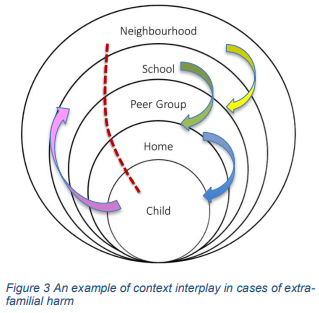 Neighbourhood
School
Peer Group
Home
Child
Figure 3 An example of context interplay in cases of extra-
familial harm